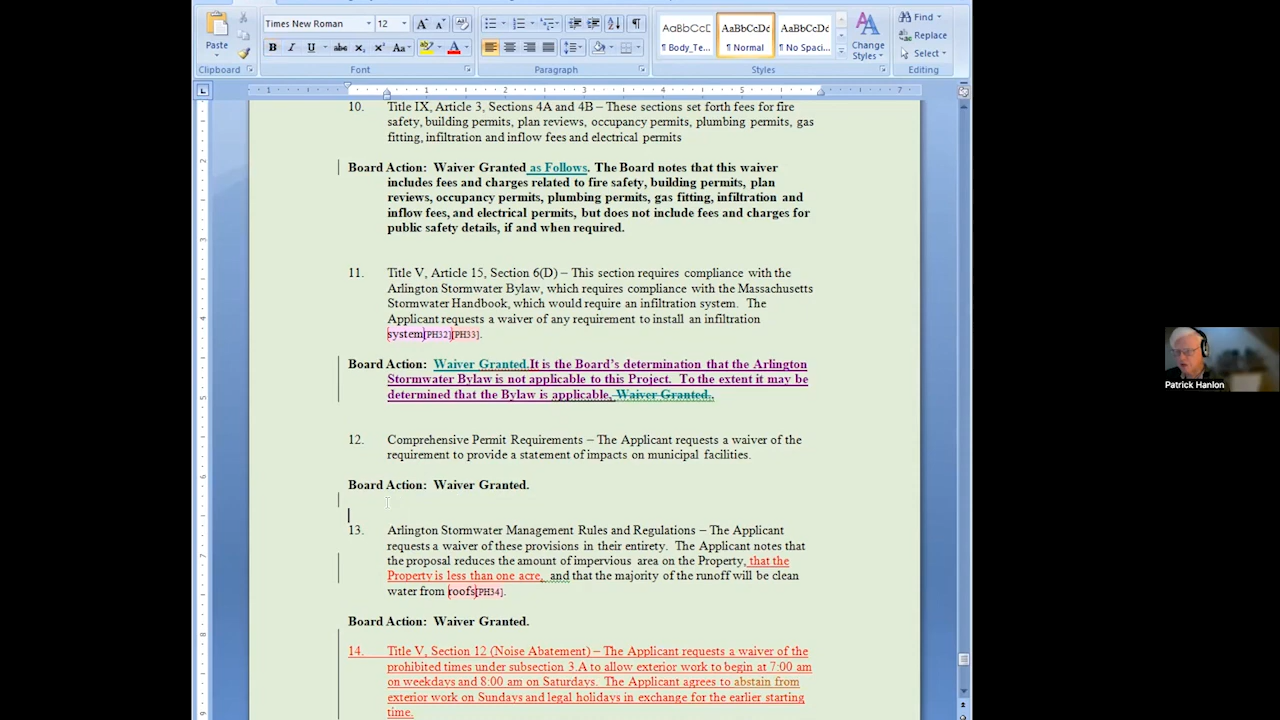 Times New Roman 12
Paste
Clipboard
Font
Paragraph
AaBbCcDc AaBbCcDc AaBbCcDc
¶ Body_Te... ¶ Normal ¶ No Spaci...
Change
Styles
Styles
Find
Replace
Select
Editing
10. Title IX, Article 3, Sections 4A and 4B – These sections set forth fees for fire
safety, building permits, plan reviews, occupancy permits, plumbing permits, gas
fitting, infiltration and inflow fees and electrical permits
Board Action: Waiver Granted as Follows. The Board notes that this waiver
includes fees and charges related to fire safety, building permits, plan
reviews, occupancy permits, plumbing permits, gas fitting, infiltration and
inflow fees, and electrical permits, but does not include fees and charges for
public safety details, if and when required.
11. Title V, Article 15, Section 6(D) – This section requires compliance with the
Arlington Stormwater Bylaw, which requires compliance with the Massachusetts
Stormwater Handbook, which would require an infiltration system. The
Applicant requests a waiver of any requirement to install an infiltration
system[PH32][PH33].
Board Action: Waiver Granted.It is the Board's determination that the Arlington
Stormwater Bylaw is not applicable to this Project. To the extent it may be
determined that the Bylaw is applicable, Waiver Granted..
12. Comprehensive Permit Requirements – The Applicant requests a waiver of the
requirement to provide a statement of impacts on municipal facilities.
Board Action: Waiver Granted.
13. Arlington Stormwater Management Rules and Regulations – The Applicant
requests a waiver of these provisions in their entirety. The Applicant notes that
the proposal reduces the amount of impervious area on the Property, that the
Property is less than one acre, and that the majority of the runoff will be clean
water from roofs[PH34].
Board Action: Waiver Granted.
14. Title V, Section 12 (Noise Abatement) – The Applicant requests a waiver of the
prohibited times under subsection 3.A to allow exterior work to begin at 7:00 am
on weekdays and 8:00 am on Saturdays. The Applicant agrees to abstain from
exterior work on Sundays and legal holidays in exchange for the earlier starting
time.
Patrick Hanlon